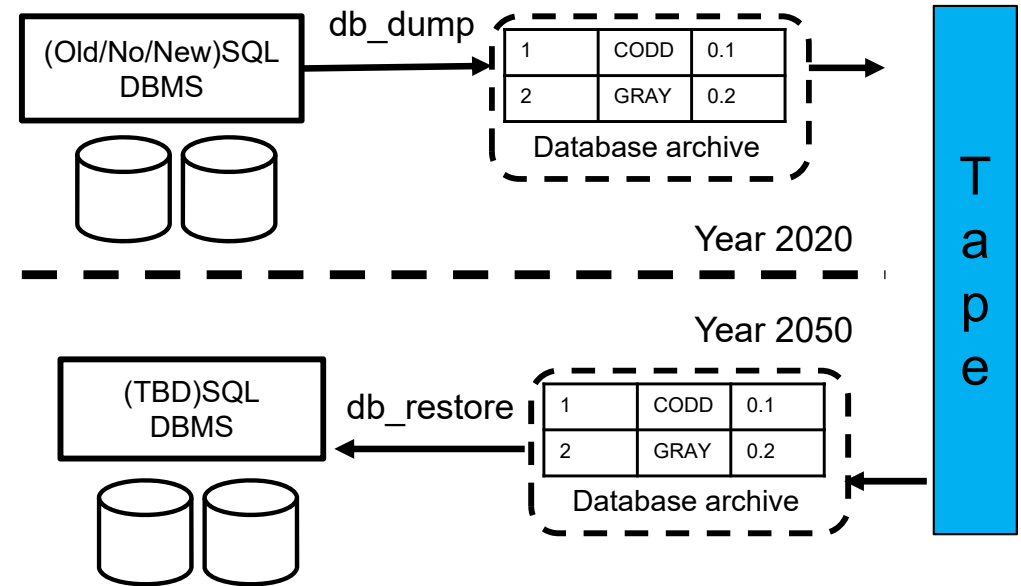 db_dump
(Old/No/New)SQL
DBMS
1 CODD 0.1
2 GRAY 0.2
Database archive
Year 2020
Tape
Year 2050
(TBD)SQL
DBMS
db_restore
1 CODD 0.1
2 GRAY 0.2
Database archive